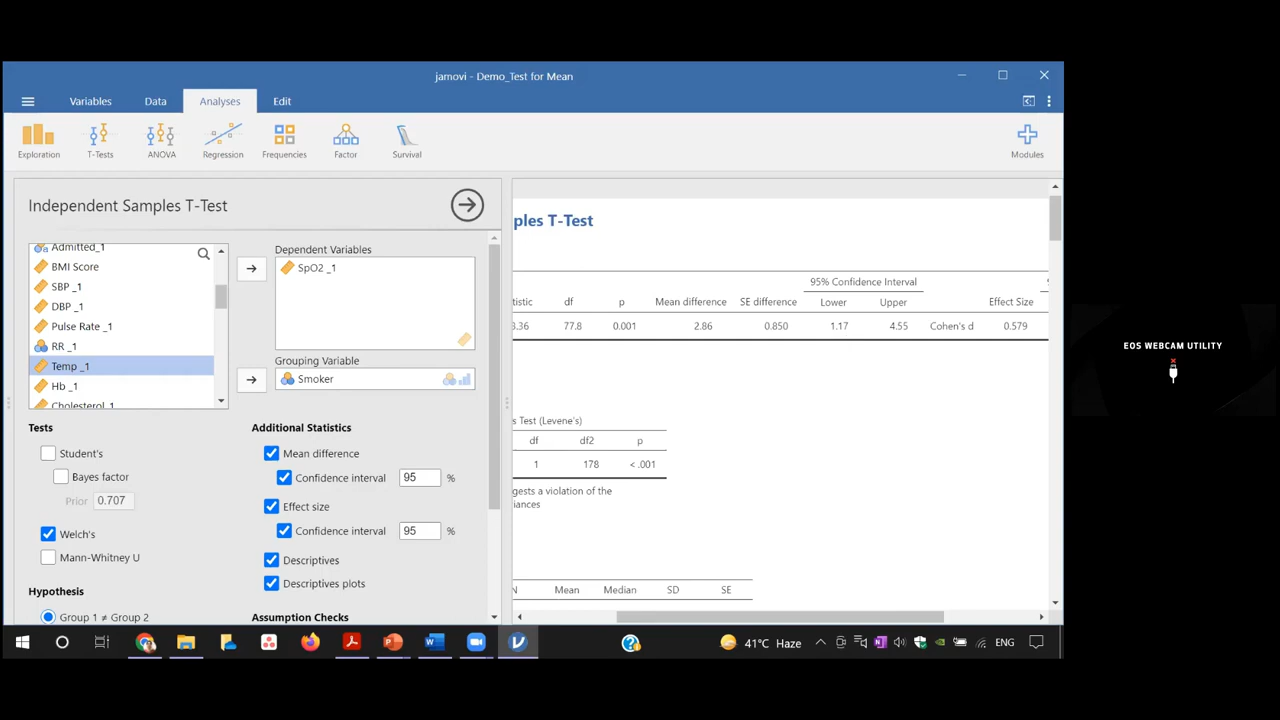 jamovi - Demo_Test for Mean
Variables Data Analyses Edit
Exploration T-Tests ANOVA Regression Frequencies Factor Survival Modules
Independent Samples T-Test
Admitted_1
BMI Score
SBP _1
DBP _1
Pulse Rate _1
RR _1
Temp _1
Hb _1
Cholesterol_1
Dependent Variables
SpO2 _1
Grouping Variable
Smoker
Tests
Student's
Bayes factor
Prior 0.707
Welch's
Mann-Whitney U
Hypothesis
Group 1 ≠ Group 2
Additional Statistics
Mean difference
Confidence interval 95 %
Effect size
Confidence interval 95 %
Descriptives
Descriptives plots
Assumption Checks
ples T-Test
95% Confidence Interval
tistic df p Mean difference SE difference Lower Upper Effect Size
3.36 77.8 0.001 2.86 0.850 1.17 4.55 Cohen's d 0.579
s Test (Levene's)
df df2 p
1 178 < .001
gests a violation of the
iances
N Mean Median SD SE
41°C Haze ENG
EOS WEBCAM UTILITY